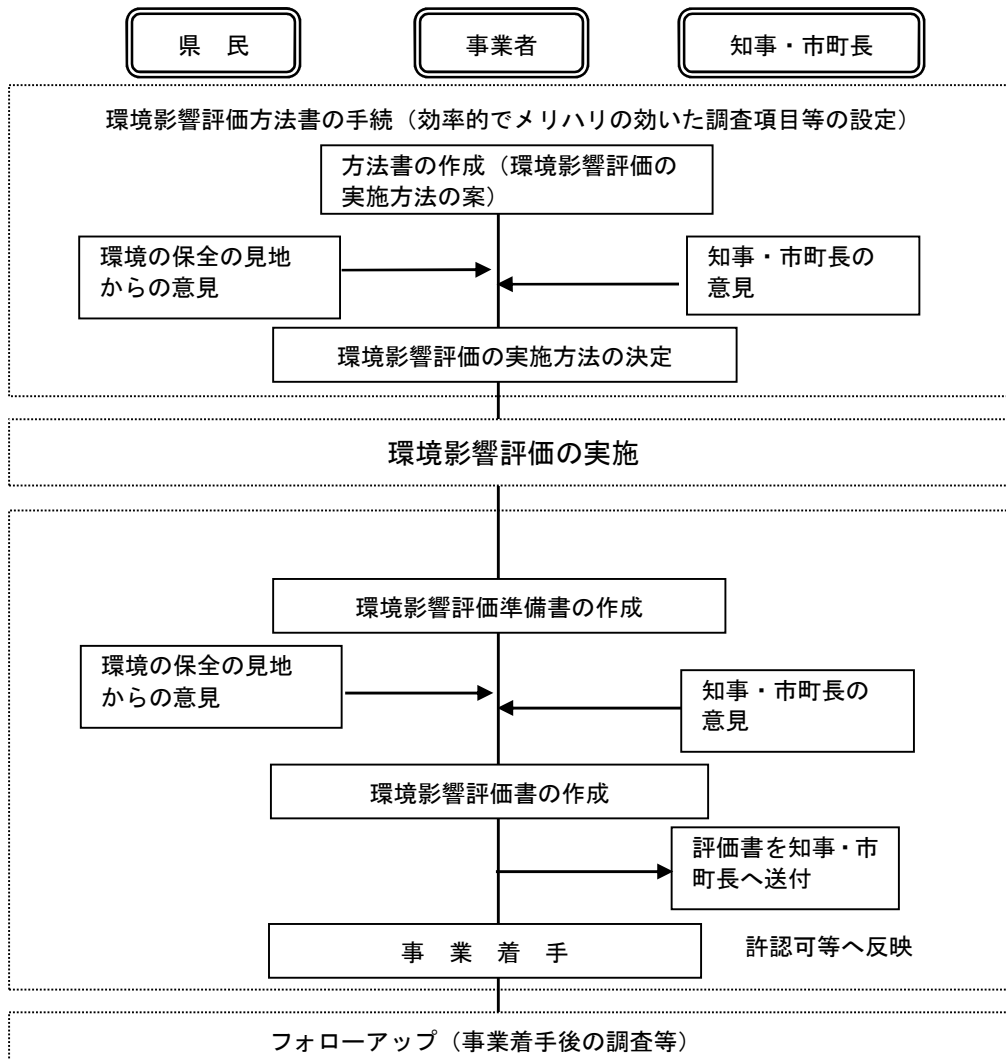 県　民
事業者
知事・市町長
環境影響評価方法書の手続（効率的でメリハリの効いた調査項目等の設定）
方法書の作成（環境影響評価の
実施方法の案）
環境の保全の見地
からの意見
知事・市町長の
意見
環境影響評価の実施方法の決定
環境影響評価の実施
環境影響評価準備書の作成
環境の保全の見地
からの意見
知事・市町長の
意見
環境影響評価書の作成
評価書を知事・市
町長へ送付
事　業　着　手
許認可等へ反映
フォローアップ（事業着手後の調査等）